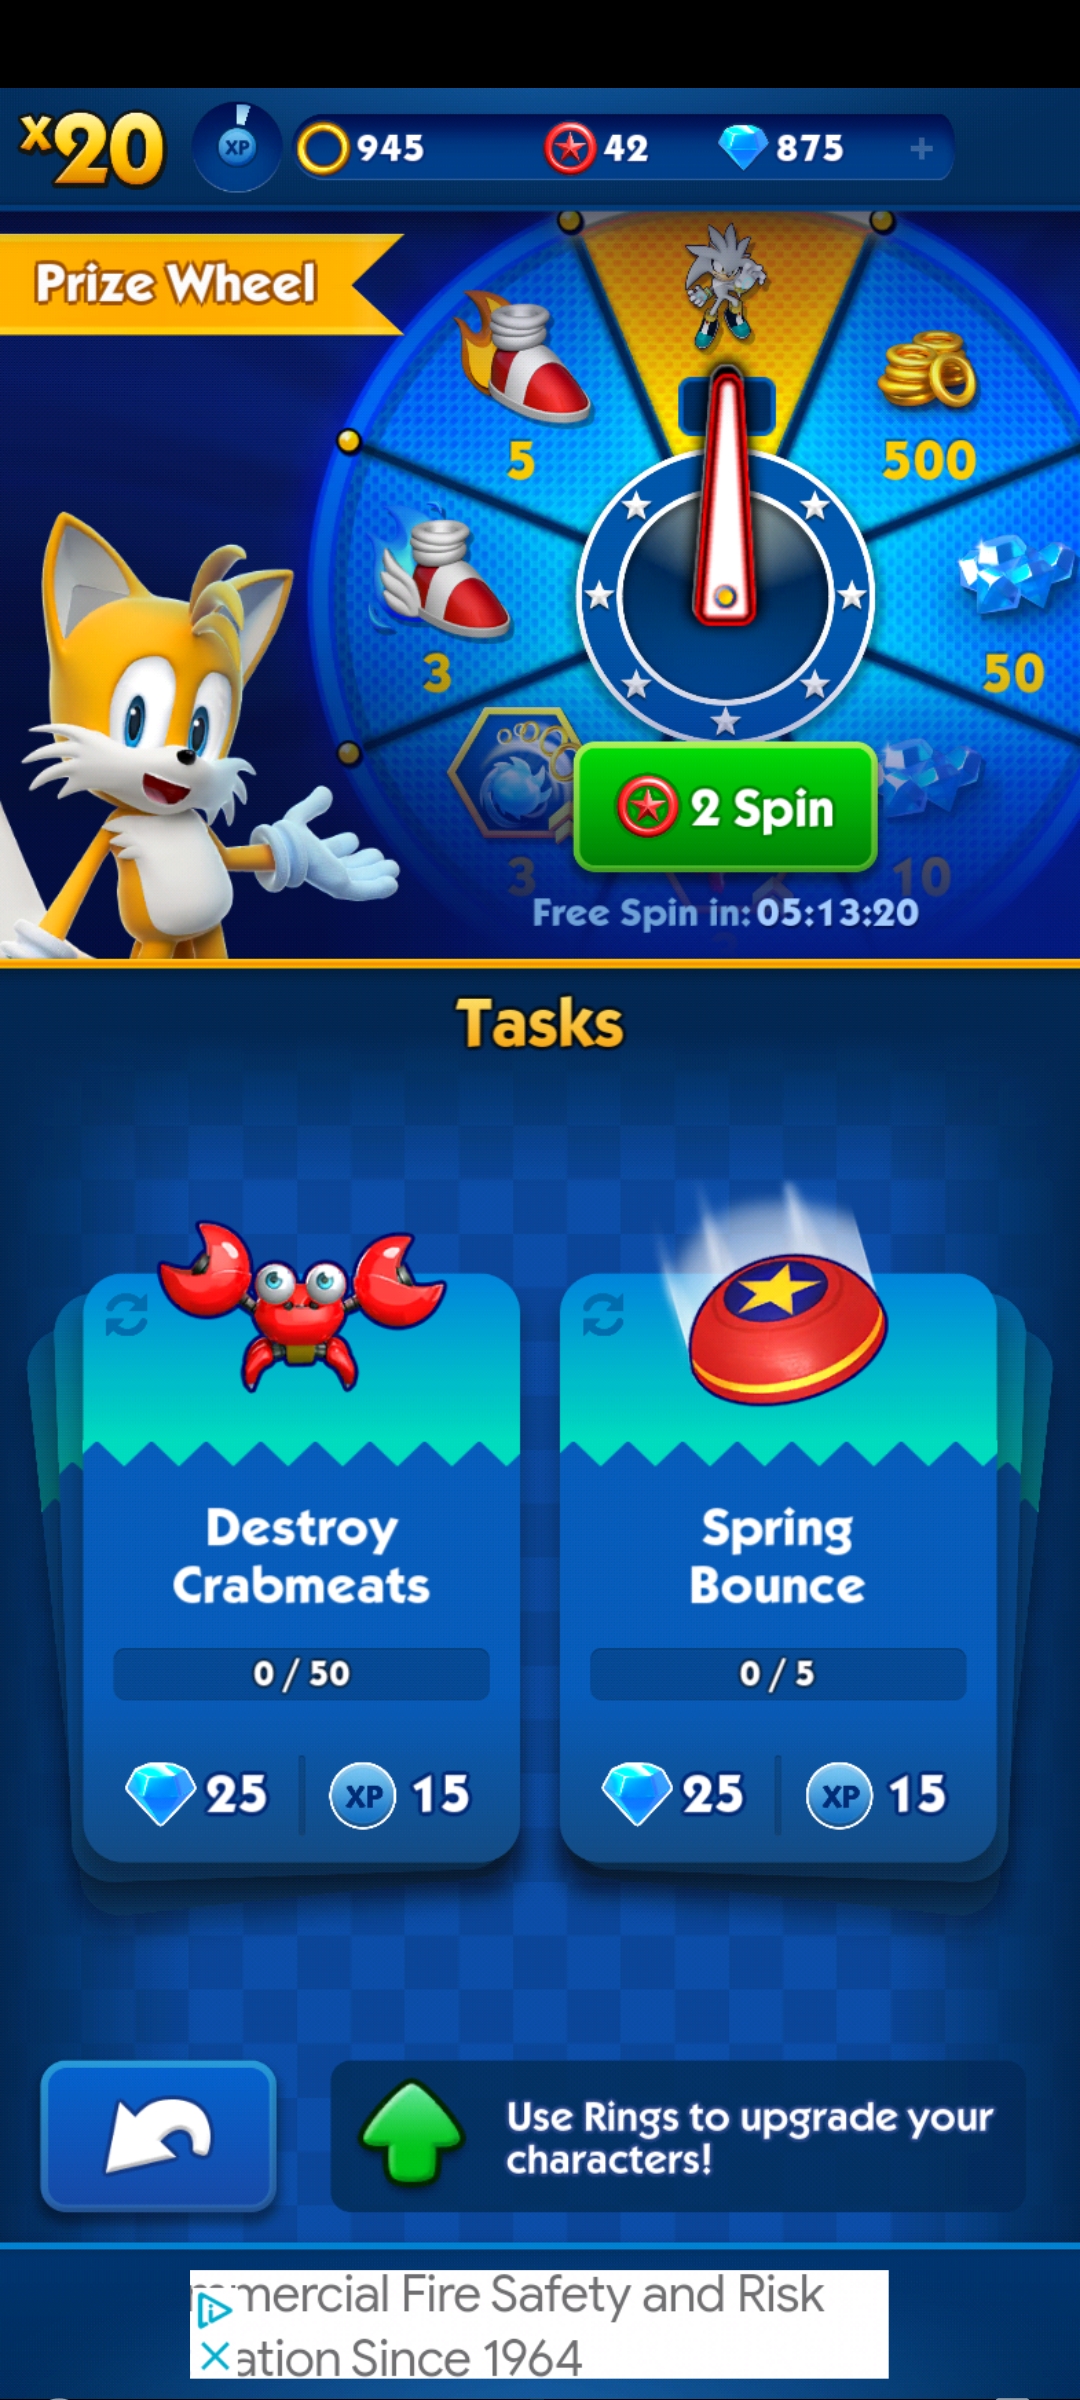 x20
XP
945
42
875
+
Prize Wheel
5
500
3
50
2 Spin
3
10
Free Spin in: 05:13:20
Tasks
Destroy
Crabmeats
0 / 50
25
XP
15
Spring
Bounce
0 / 5
25
XP
15
Use Rings to upgrade your
characters!
mercial Fire Safety and Risk
ation Since 1964